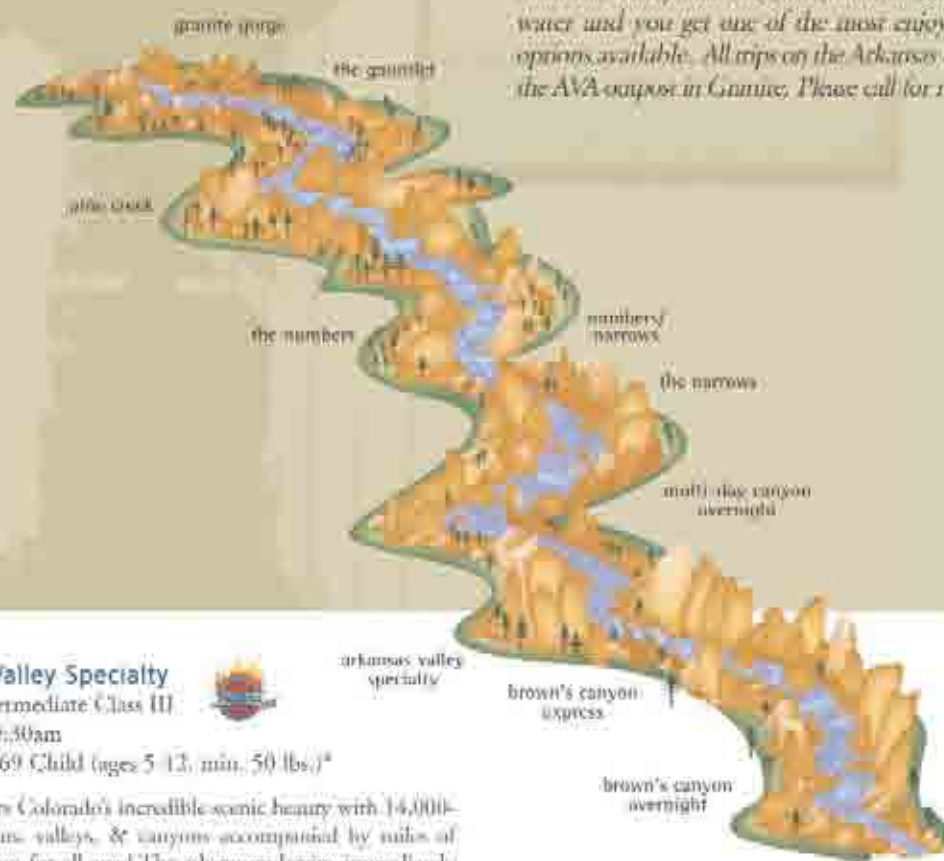 water and you get one of the most enjoy
options available. All trips on the Arkansas
the AVA outpost in Granite, Please call for
granite gorge
the gauntlet
pine creek
the numbers
numbers/
narrows
the narrows
multi-day canyon
overnight
arkansas valley
specialty
brown's canyon
express
brown's canyon
overnight
Valley Specialty
ermediate Class III
:30am
69 Child (ages 5-12, min. 50 lbs.)*
rs Colorado's incredible scenic beauty with 14,000-
valleys, & canyons accompanied by miles of